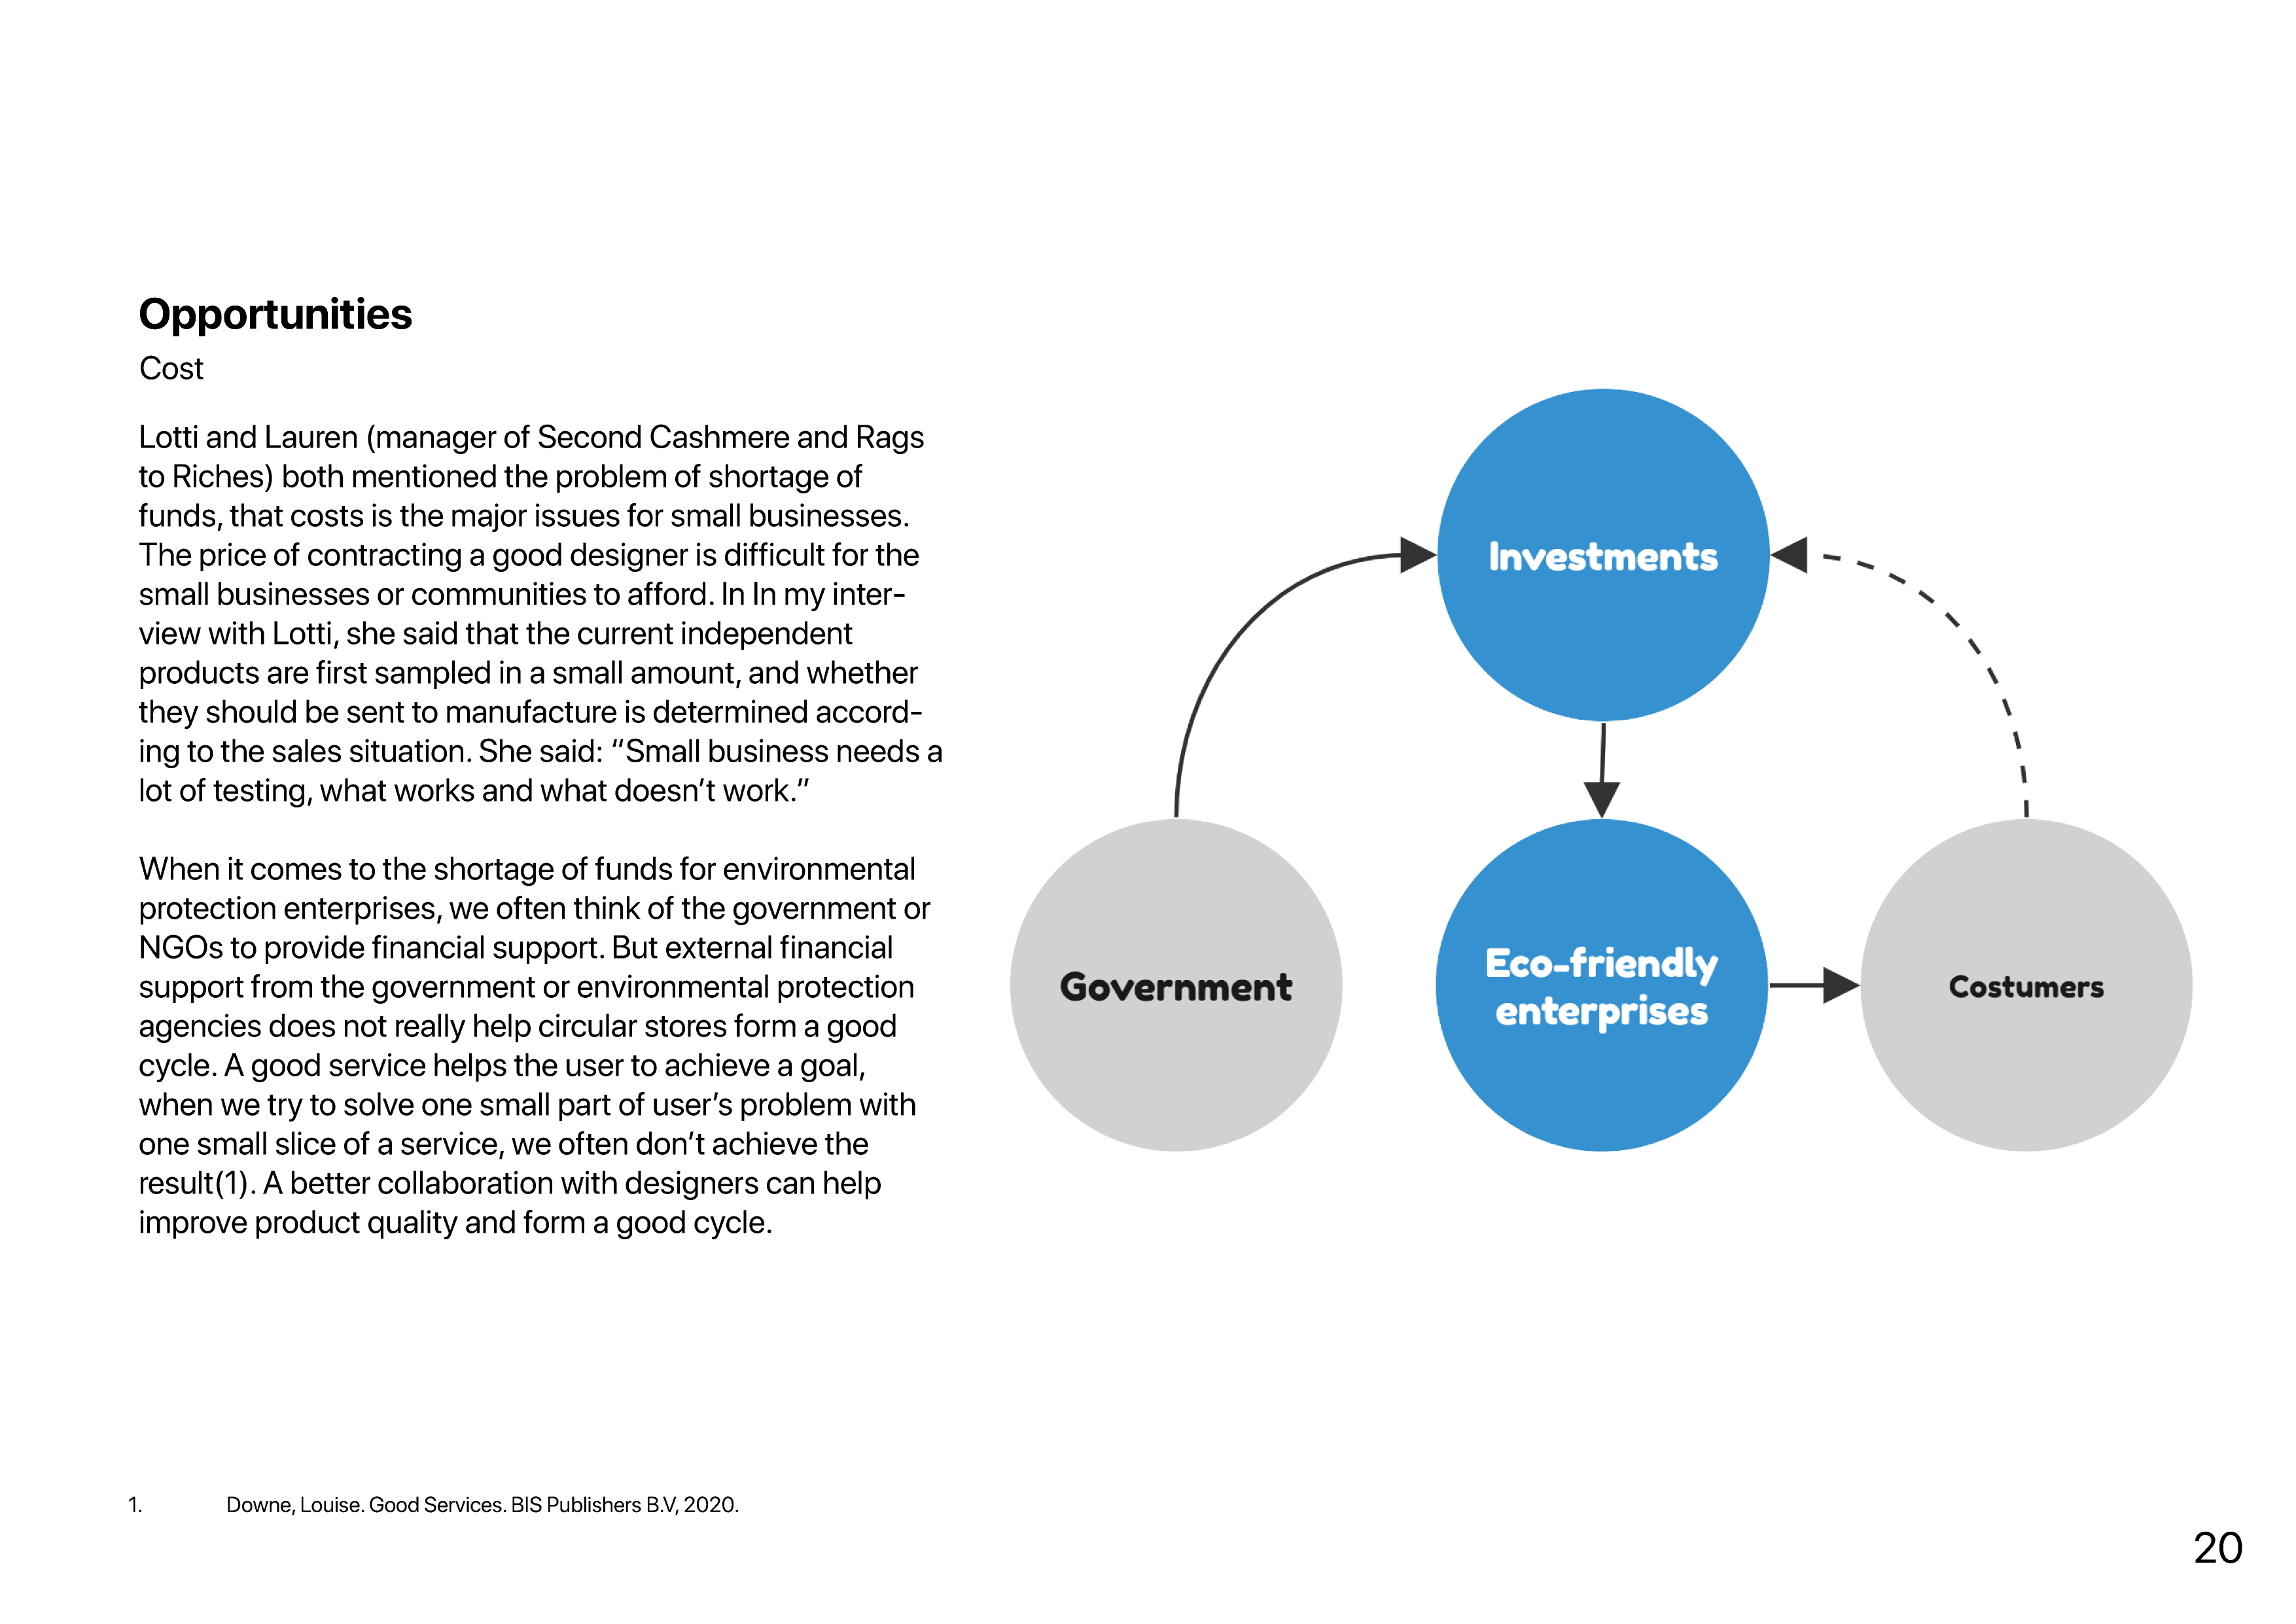 Opportunities
Cost
Lotti and Lauren (manager of Second Cashmere and Rags
to Riches) both mentioned the problem of shortage of
funds, that costs is the major issues for small businesses.
The price of contracting a good designer is difficult for the
small businesses or communities to afford. In In my inter-
view with Lotti, she said that the current independent
products are first sampled in a small amount, and whether
they should be sent to manufacture is determined accord-
ing to the sales situation. She said: “Small business needs a
lot of testing, what works and what doesn’t work.”
When it comes to the shortage of funds for environmental
protection enterprises, we often think of the government or
NGOs to provide financial support. But external financial
support from the government or environmental protection
agencies does not really help circular stores form a good
cycle. A good service helps the user to achieve a goal,
when we try to solve one small part of user’s problem with
one small slice of a service, we often don’t achieve the
result(1). A better collaboration with designers can help
improve product quality and form a good cycle.
Investments
Government
Eco-friendly
enterprises
Costumers
1. Downe, Louise. Good Services. BIS Publishers B.V, 2020.
20